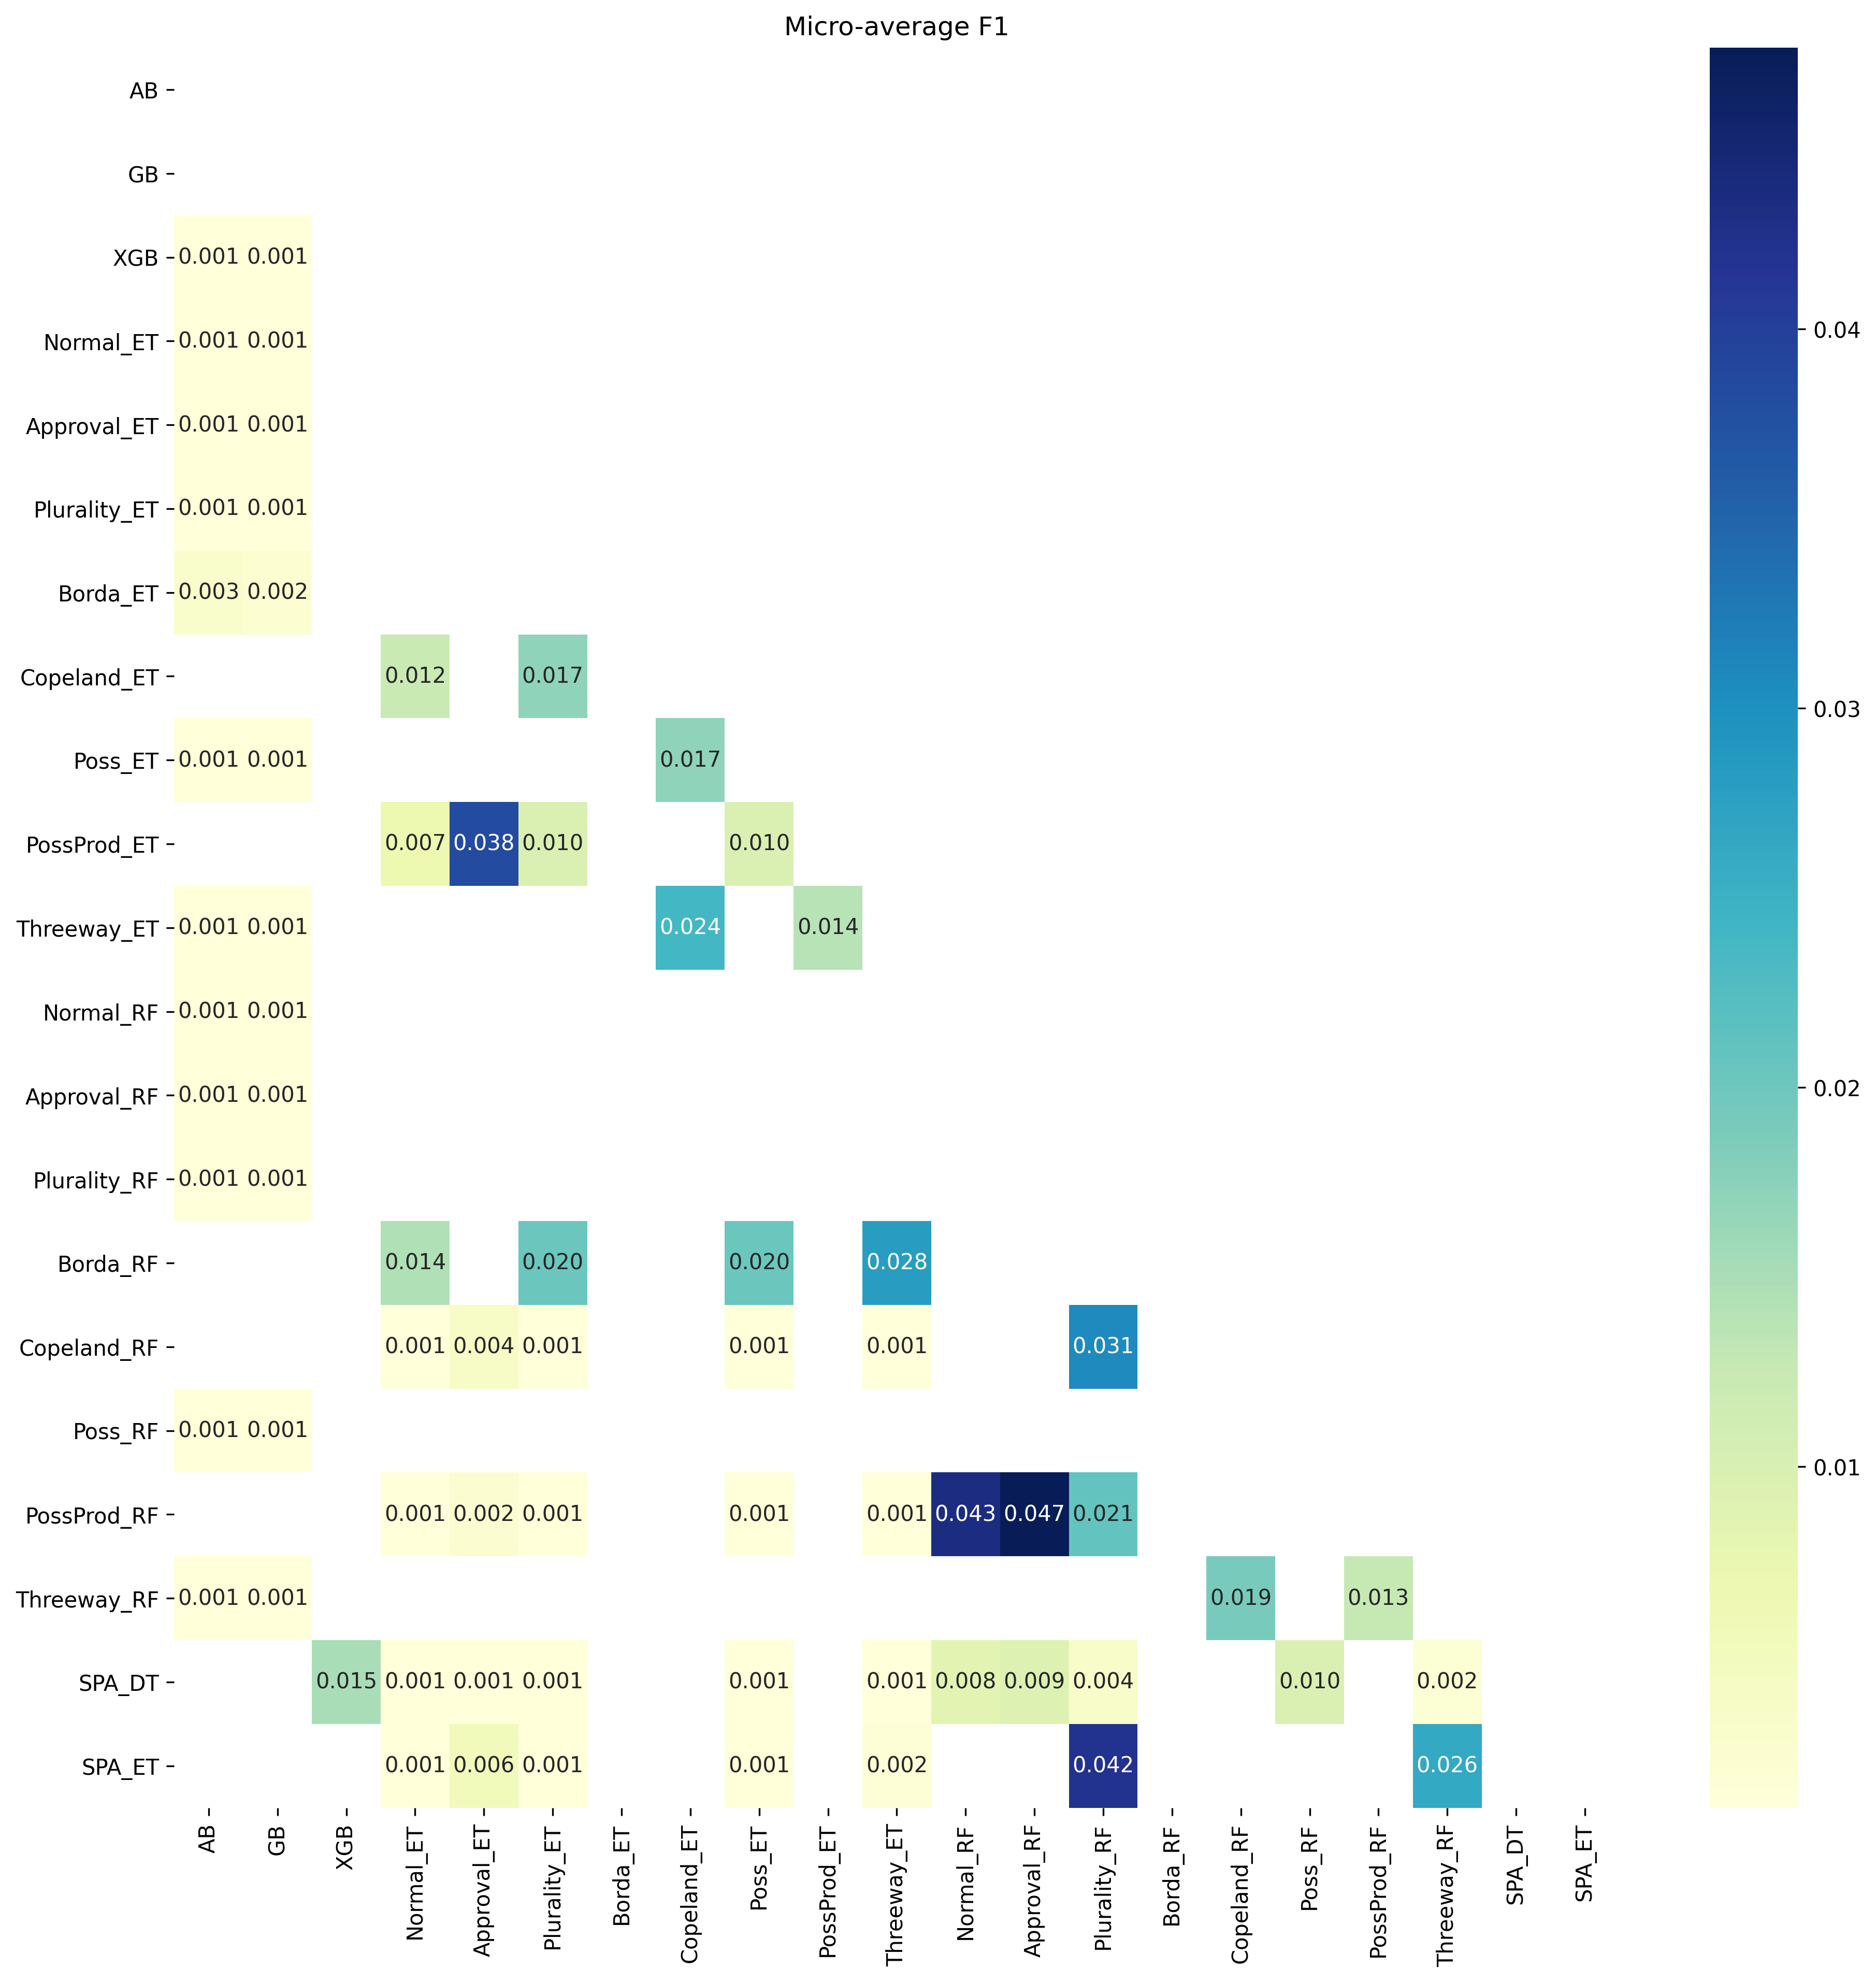 Micro-average F1
AB
GB
XGB 0.001 0.001
Normal_ET 0.001 0.001
0.04
Approval_ET 0.001 0.001
Plurality_ET 0.001 0.001
Borda_ET 0.003 0.002
Copeland_ET 0.012 0.017
0.03
Poss_ET 0.001 0.001 0.017
PossProd_ET 0.007 0.038 0.010 0.010
Threeway_ET 0.001 0.001 0.024 0.014
Normal_RF 0.001 0.001
0.02
Approval_RF 0.001 0.001
Plurality_RF 0.001 0.001
Borda_RF 0.014 0.020 0.020 0.028
Copeland_RF 0.001 0.004 0.001 0.001 0.001 0.031
Poss_RF 0.001 0.001
0.01
PossProd_RF 0.001 0.002 0.001 0.001 0.001 0.043 0.047 0.021
Threeway_RF 0.001 0.001 0.019 0.013
SPA_DT 0.015 0.001 0.001 0.001 0.001 0.001 0.008 0.009 0.004 0.010 0.002
SPA_ET 0.001 0.006 0.001 0.001 0.002 0.042 0.026
AB
GB
XGB
Normal_ET
Approval_ET
Plurality_ET
Borda_ET
Copeland_ET
Poss_ET
PossProd_ET
Threeway_ET
Normal_RF
Approval_RF
Plurality_RF
Borda_RF
Copeland_RF
Poss_RF
PossProd_RF
Threeway_RF
SPA_DT
SPA_ET